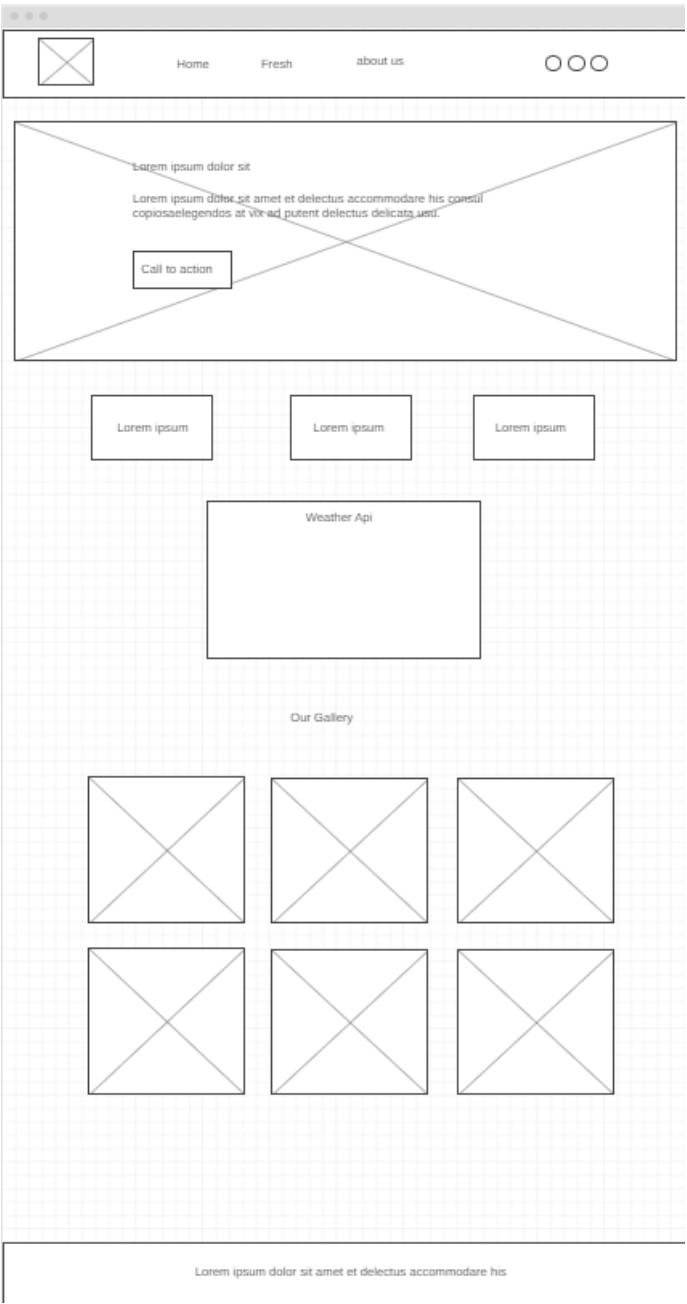 Home
Fresh
about us
Lorem ipsum dolor sit
Lorem ipsum dolor sit amet et delectus accommodare his consul
copiosaelegendos at vix ad putent delectus delicata usu.
Call to action
Lorem ipsum
Lorem ipsum
Lorem ipsum
Weather Api
Our Gallery
Lorem ipsum dolor sit amet et delectus accommodare his